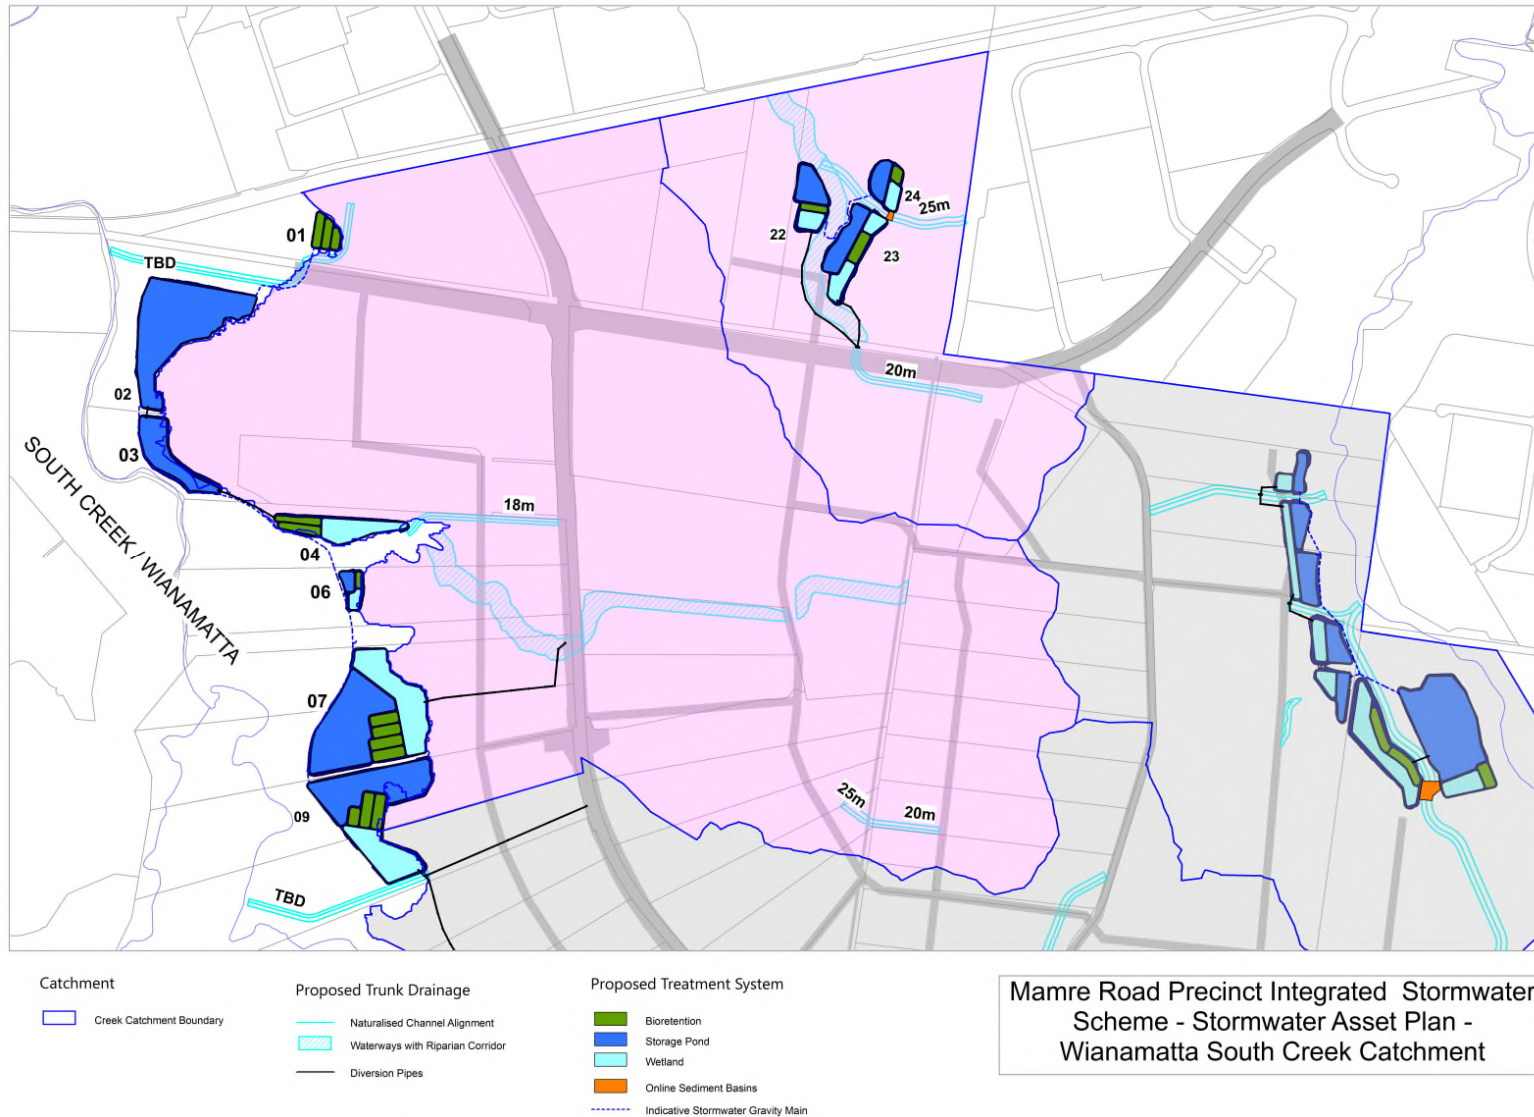 24
25m
01
22
23
TBD
20m
02
03
SOUTH CREEK / WIANAMATTA
18m
04
06
07
25m
20m
09
TBD
Catchment
Creek Catchment Boundary
Proposed Trunk Drainage
Naturalised Channel Alignment
Waterways with Riparian Corridor
Diversion Pipes
Proposed Treatment System
Bioretention
Storage Pond
Wetland
Online Sediment Basins
Indicative Stormwater Gravity Main
Mamre Road Precinct Integrated Stormwater
Scheme - Stormwater Asset Plan -
Wianamatta South Creek Catchment